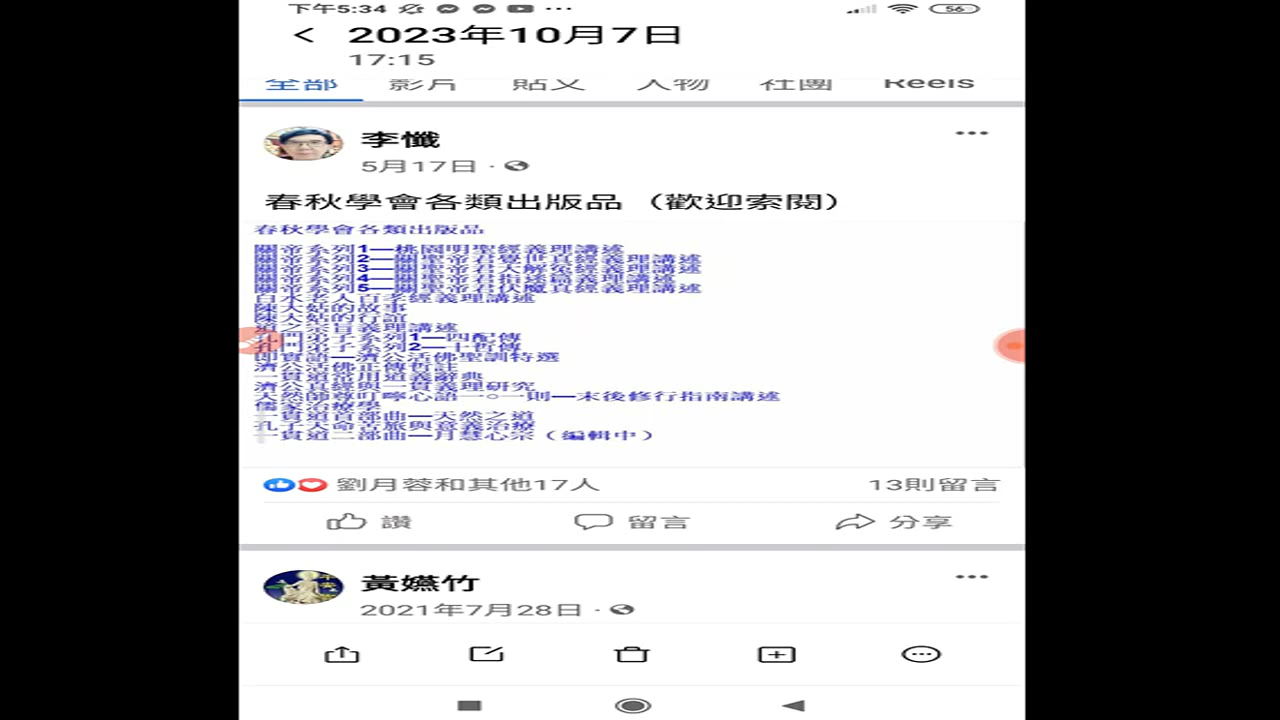 下午5:34
56
2023年10月7日
17:15
全部 影片 貼文 人物 社團 Reels
李懺
5月17日
春秋學會各類出版品 (歡迎索閱)
春秋學會各類出版品
關帝系列1—桃園明聖經義理講述
關帝系列2—關聖帝君覺世真經義理講述
關帝系列3—關聖帝君大解冤經義理講述
關帝系列4—關聖帝君指迷篇義理講述
關帝系列5—關聖帝君伏魔真經義理講述
白水老人百孝經義理講述
陳大姑的故事
陳大姑的行誼
道之宗旨義理講述
孔門弟子系列1—四配傳
孔門弟子系列2—十哲傳
即實語—濟公活佛聖訓特選
濟公活佛正傳哲註
一貫道常用道義辭典
濟公真經與一貫義理研究
天然師尊叮嚀心語一○一則—末後修行指南講述
儒家治療學
一貫道首部曲—天然之道
孔子天命苦旅與意義治療
一貫道二部曲—月慧心宗(編輯中)
劉月蓉和其他17人
13則留言
讚 留言 分享
黃嬿竹
2021年7月28日